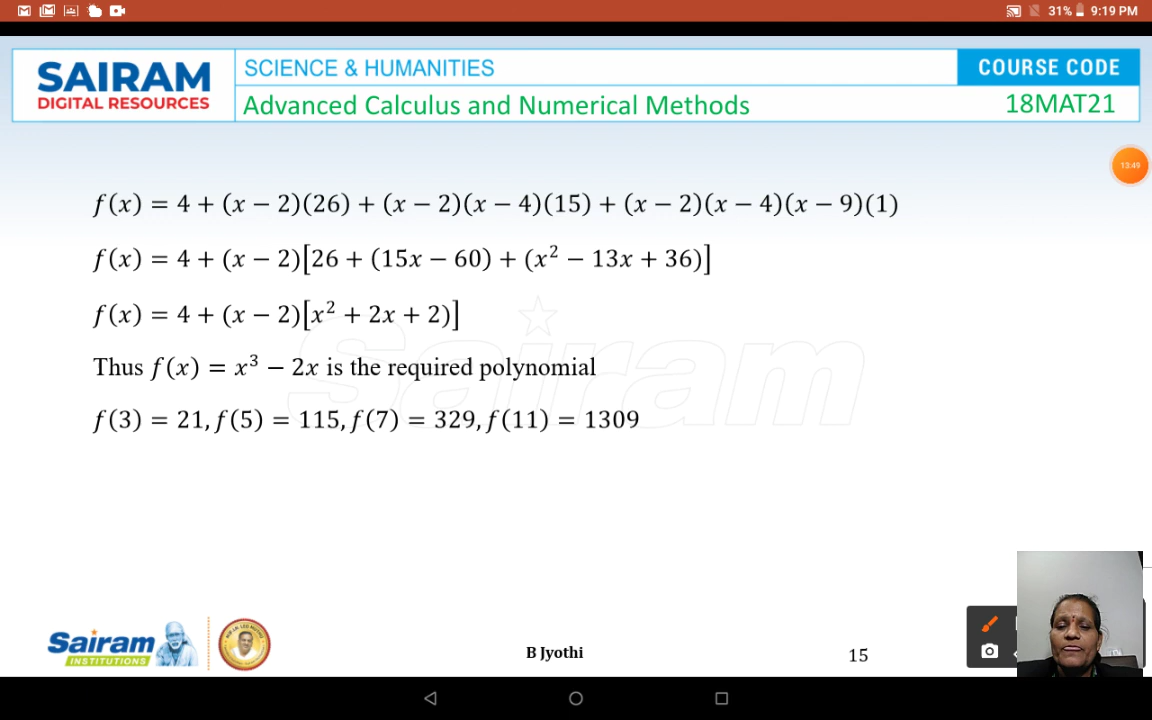 31% 9:19 PM
SAIRAM
DIGITAL RESOURCES
SCIENCE & HUMANITIES
COURSE CODE
Advanced Calculus and Numerical Methods
18MAT21
13:49
f(x) = 4 + (x − 2)(26) + (x − 2)(x − 4)(15) + (x − 2)(x − 4)(x − 9)(1)
f(x) = 4 + (x − 2)[26 + (15x − 60) + (x² − 13x + 36)]
f(x) = 4 + (x − 2)[x² + 2x + 2)]
Thus f(x) = x³ − 2x is the required polynomial
f(3) = 21, f(5) = 115, f(7) = 329, f(11) = 1309
Sairam
Sairam
INSTITUTIONS
B Jyothi
15